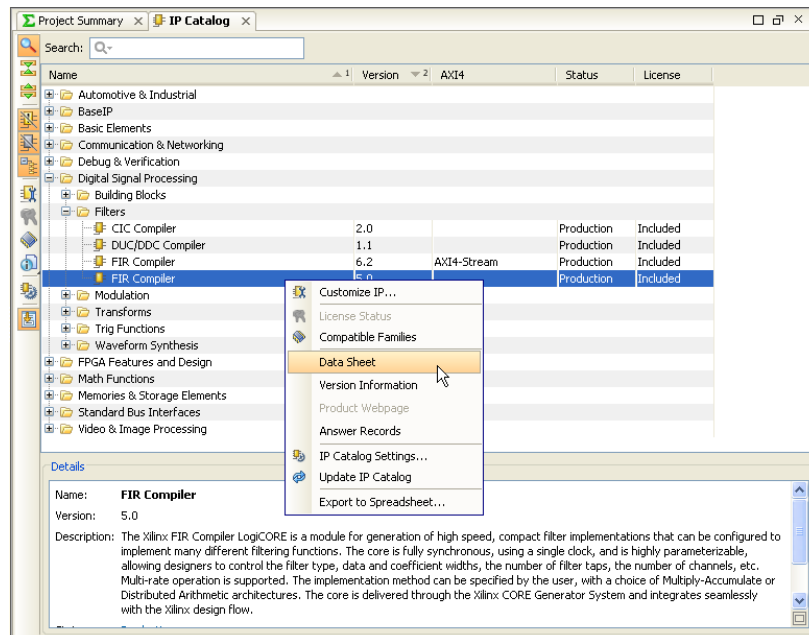 Project Summary IP Catalog
Search:
Name 1 Version 2 AXI4 Status License
Automotive & Industrial
BaseIP
Basic Elements
Communication & Networking
Debug & Verification
Digital Signal Processing
Building Blocks
Filters
CIC Compiler 2.0 Production Included
DUC/DDC Compiler 1.1 Production Included
FIR Compiler 6.2 AXI4-Stream Production Included
FIR Compiler 5.0 Production Included
Modulation
Transforms
Trig Functions
Waveform Synthesis
FPGA Features and Design
Math Functions
Memories & Storage Elements
Standard Bus Interfaces
Video & Image Processing
Customize IP...
License Status
Compatible Families
Data Sheet
Version Information
Product Webpage
Answer Records
IP Catalog Settings...
Update IP Catalog
Export to Spreadsheet...
Details
Name: FIR Compiler
Version: 5.0
Description: The Xilinx FIR Compiler LogiCORE is a module for generation of high speed, compact filter implementations that can be configured to
implement many different filtering functions. The core is fully synchronous, using a single clock, and is highly parameterizable,
allowing designers to control the filter type, data and coefficient widths, the number of filter taps, the number of channels, etc.
Multi-rate operation is supported. The implementation method can be specified by the user, with a choice of Multiply-Accumulate or
Distributed Arithmetic architectures. The core is delivered through the Xilinx CORE Generator System and integrates seamlessly
with the Xilinx design flow.